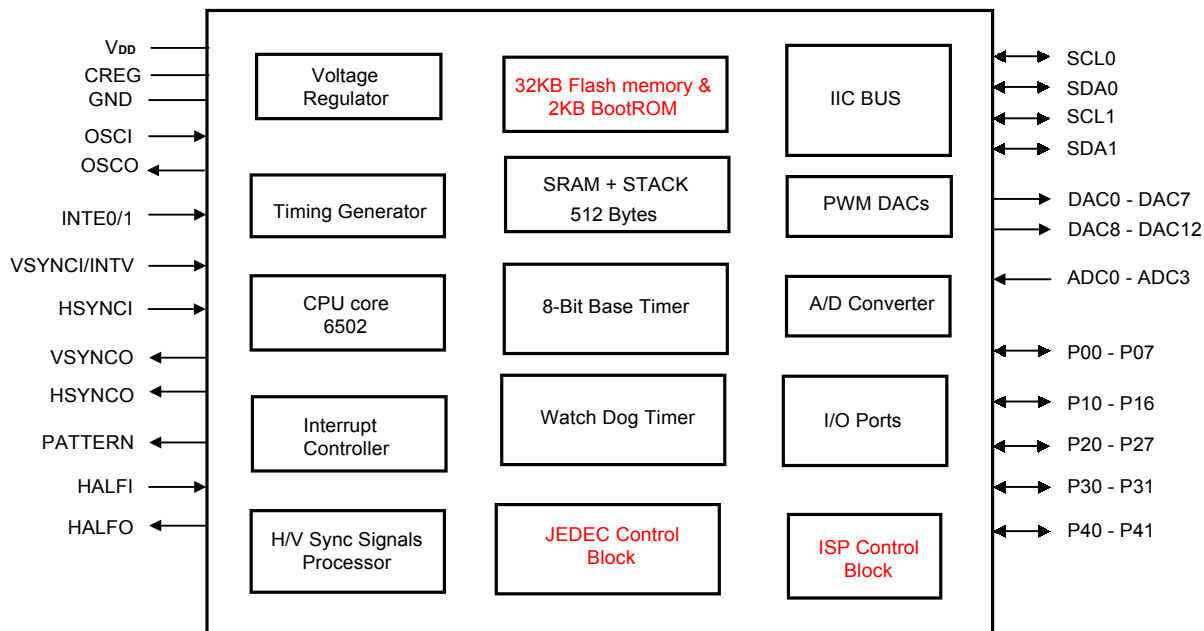 VDD
CREG
GND
OSCI
OSCO
INTE0/1
VSYNCI/INTV
HSYNCI
VSYNCO
HSYNCO
PATTERN
HALFI
HALFO
Voltage
Regulator
Timing Generator
CPU core
6502
Interrupt
Controller
H/V Sync Signals
Processor
32KB Flash memory &
2KB BootROM
SRAM + STACK
512 Bytes
8-Bit Base Timer
Watch Dog Timer
JEDEC Control
Block
IIC BUS
PWM DACs
A/D Converter
I/O Ports
ISP Control
Block
SCL0
SDA0
SCL1
SDA1
DAC0 - DAC7
DAC8 - DAC12
ADC0 - ADC3
P00 - P07
P10 - P16
P20 - P27
P30 - P31
P40 - P41